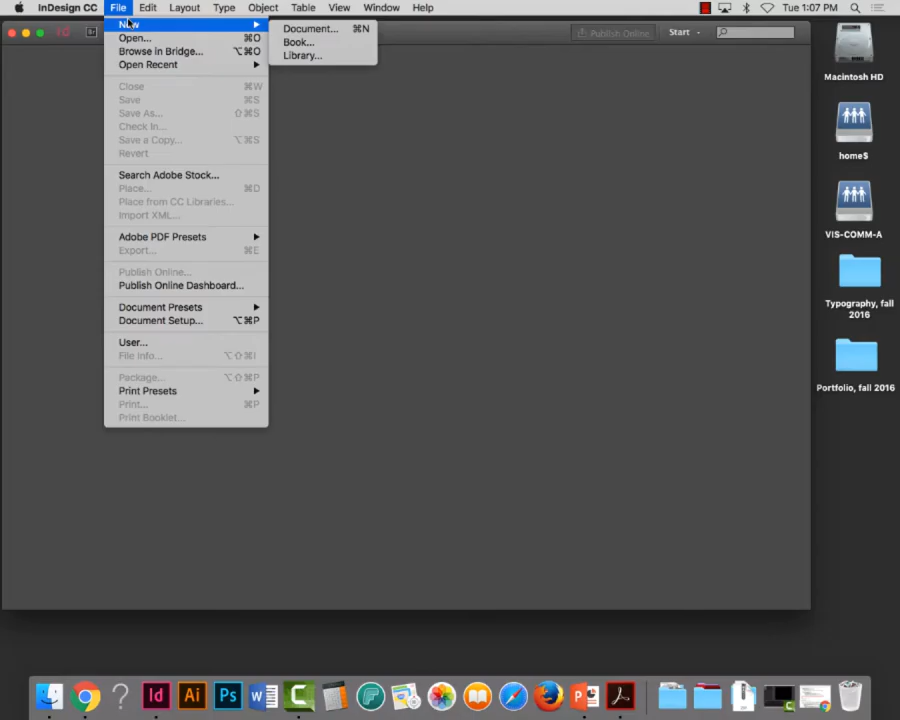 InDesign CC File Edit Layout Type Object Table View Window Help Tue 1:07 PM
Br Publish Online Start
New
Open... ⌘O
Browse in Bridge... ⌥⌘O
Open Recent
Close ⌘W
Save ⌘S
Save As... ⇧⌘S
Check In...
Save a Copy... ⌥⌘S
Revert
Search Adobe Stock...
Place... ⌘D
Place from CC Libraries...
Import XML...
Adobe PDF Presets
Export... ⌘E
Publish Online...
Publish Online Dashboard...
Document Presets
Document Setup... ⌥⌘P
User...
File Info... ⌥⇧⌘I
Package... ⌥⇧⌘P
Print Presets
Print... ⌘P
Print Booklet...
Document... ⌘N
Book...
Library...
Macintosh HD
home$
VIS-COMM-A
Typography, fall
2016
Portfolio, fall 2016
Id Ai Ps W C P